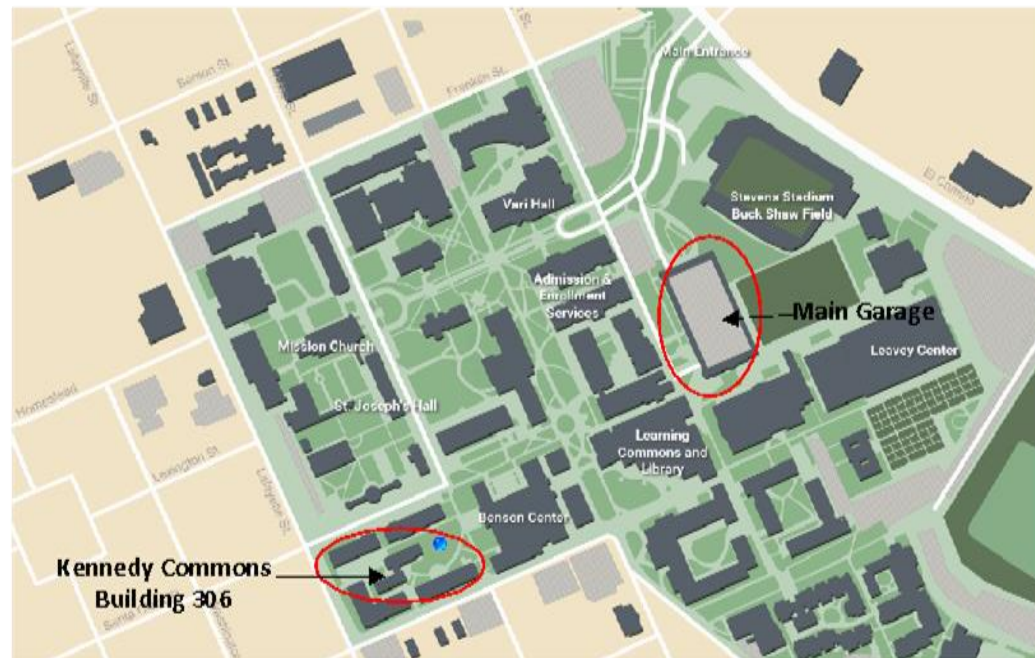 Main Entrance
Lafayette St.
Benton St.
Franklin St.
El Camino
Stevens Stadium
Buck Shaw Field
Vari Hall
Admission &
Enrollment
Services
Main Garage
Mission Church
Leavey Center
St. Joseph's Hall
Homestead
Lexington St.
Learning
Commons and
Library
Lafayette St.
Benson Center
Kennedy Commons
Building 306